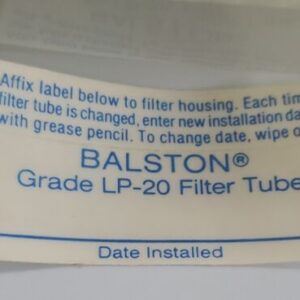 Affix label below to filter housing. Each tim
filter tube is changed, enter new installation da
with grease pencil. To change date, wipe o
BALSTON®
Grade LP-20 Filter Tube
Date Installed